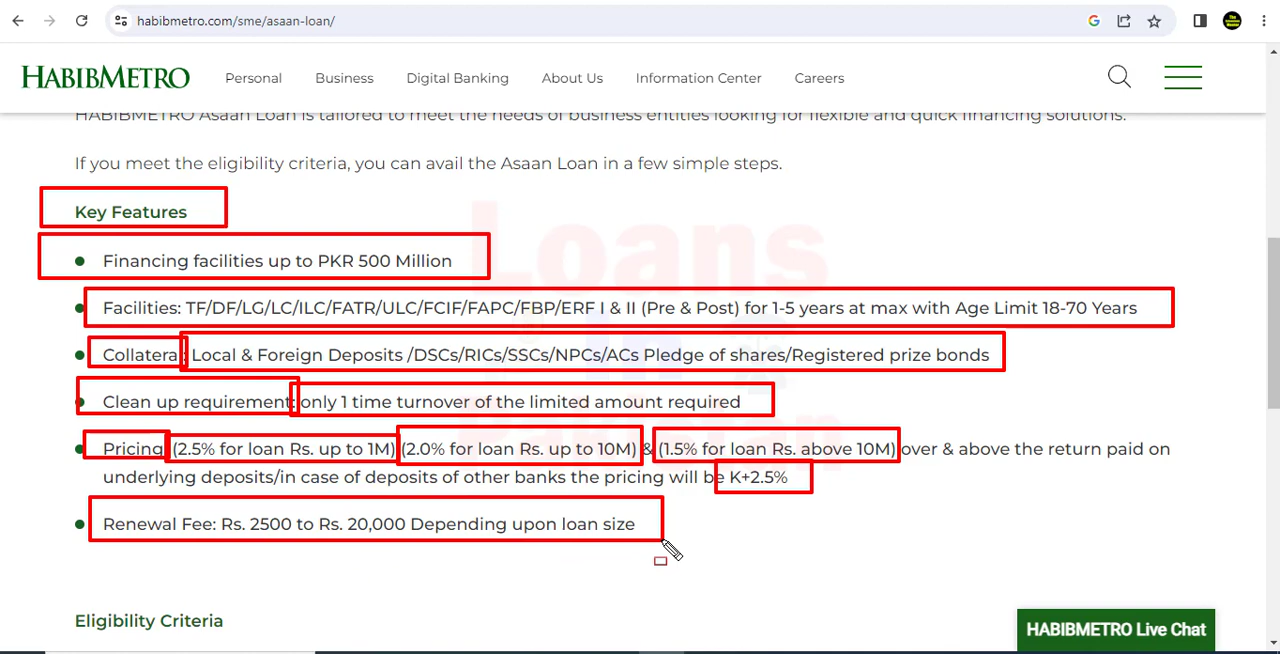 habibmetro.com/sme/asaan-loan/
HABIBMETRO Personal Business Digital Banking About Us Information Center Careers
HABIBMETRO Asaan Loan is tailored to meet the needs of business entities looking for flexible and quick financing solutions.
If you meet the eligibility criteria, you can avail the Asaan Loan in a few simple steps.
Key Features
Financing facilities up to PKR 500 Million
Facilities: TF/DF/LG/LC/ILC/FATR/ULC/FCIF/FAPC/FBP/ERF I & II (Pre & Post) for 1-5 years at max with Age Limit 18-70 Years
Collateral: Local & Foreign Deposits /DSCs/RICs/SSCs/NPCs/ACs Pledge of shares/Registered prize bonds
Clean up requirement: only 1 time turnover of the limited amount required
Pricing (2.5% for loan Rs. up to 1M) (2.0% for loan Rs. up to 10M) & (1.5% for loan Rs. above 10M) over & above the return paid on
underlying deposits/in case of deposits of other banks the pricing will be K+2.5%
Renewal Fee: Rs. 2500 to Rs. 20,000 Depending upon loan size
Eligibility Criteria
HABIBMETRO Live Chat
Loans
in
Pakistan